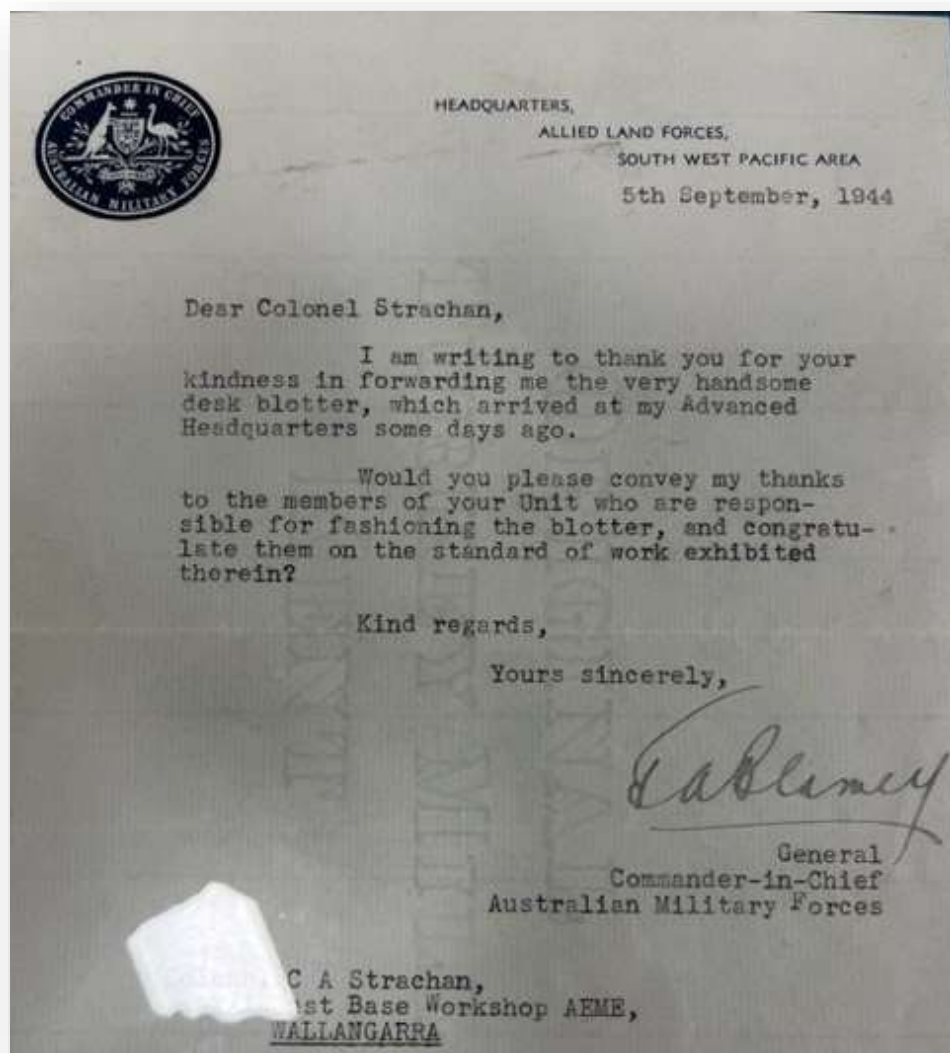 COMMANDER IN CHIEF
AUSTRALIAN MILITARY FORCES
HEADQUARTERS,
ALLIED LAND FORCES,
SOUTH WEST PACIFIC AREA
5th September, 1944
Dear Colonel Strachan,
I am writing to thank you for your
kindness in forwarding me the very handsome
desk blotter, which arrived at my Advanced
Headquarters some days ago.
Would you please convey my thanks
to the members of your Unit who are respon-
sible for fashioning the blotter, and congratu-
late them on the standard of work exhibited
therein?
Kind regards,
Yours sincerely,
TABlamey
General
Commander-in-Chief
Australian Military Forces
C A Strachan,
Base Workshop AEME,
WALLANGARRA